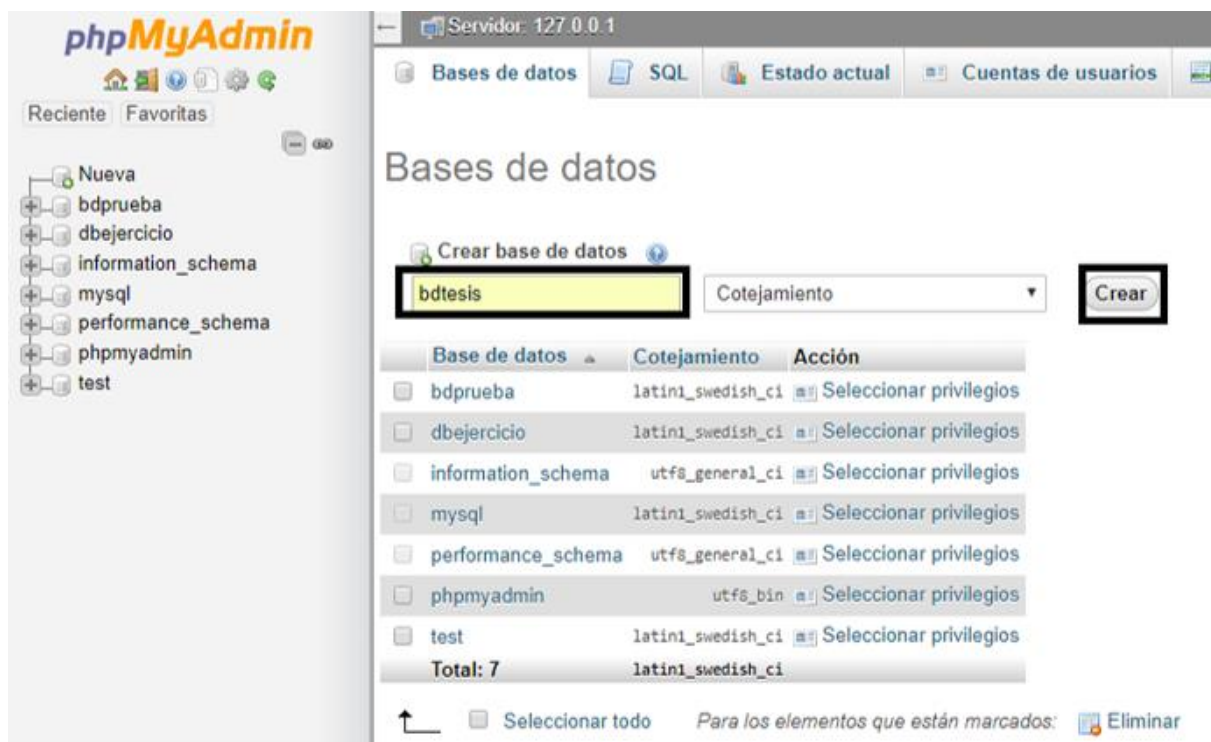 phpMyAdmin
Reciente Favoritas
Nueva
bdprueba
dbejercicio
information_schema
mysql
performance_schema
phpmyadmin
test
Servidor: 127.0.0.1
Bases de datos SQL Estado actual Cuentas de usuarios
Bases de datos
Crear base de datos
bdtesis Cotejamiento Crear
Base de datos Cotejamiento Acción
bdprueba latin1_swedish_ci Seleccionar privilegios
dbejercicio latin1_swedish_ci Seleccionar privilegios
information_schema utf8_general_ci Seleccionar privilegios
mysql latin1_swedish_ci Seleccionar privilegios
performance_schema utf8_general_ci Seleccionar privilegios
phpmyadmin utf8_bin Seleccionar privilegios
test latin1_swedish_ci Seleccionar privilegios
Total: 7 latin1_swedish_ci
Seleccionar todo Para los elementos que están marcados: Eliminar